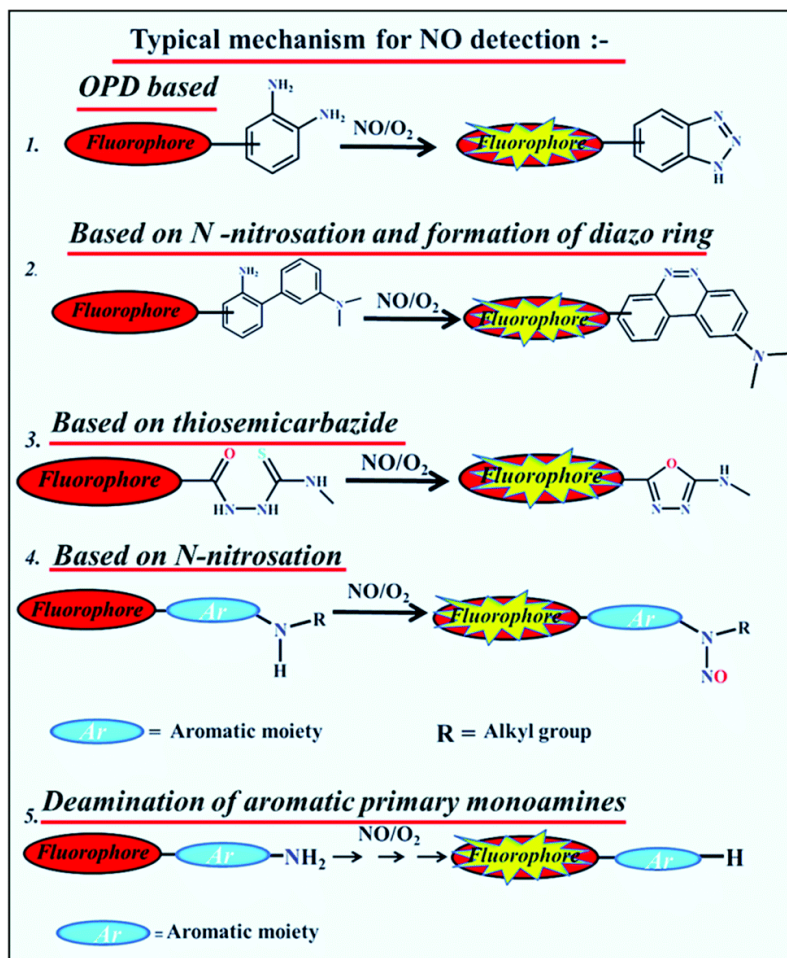 Typical mechanism for NO detection :-
OPD based
1. Fluorophore NH2 NH2 NO/O2 Fluorophore N N N H
Based on N -nitrosation and formation of diazo ring
2. Fluorophore NH2 N NO/O2 Fluorophore N N N
Based on thiosemicarbazide
3. Fluorophore O HN NH S NH NO/O2 Fluorophore O N N H N
4. Based on N-nitrosation
Fluorophore Ar N R H NO/O2 Fluorophore Ar N R NO
Ar = Aromatic moiety R = Alkyl group
5. Deamination of aromatic primary monoamines
Fluorophore Ar NH2 NO/O2 Fluorophore Ar H
Ar = Aromatic moiety